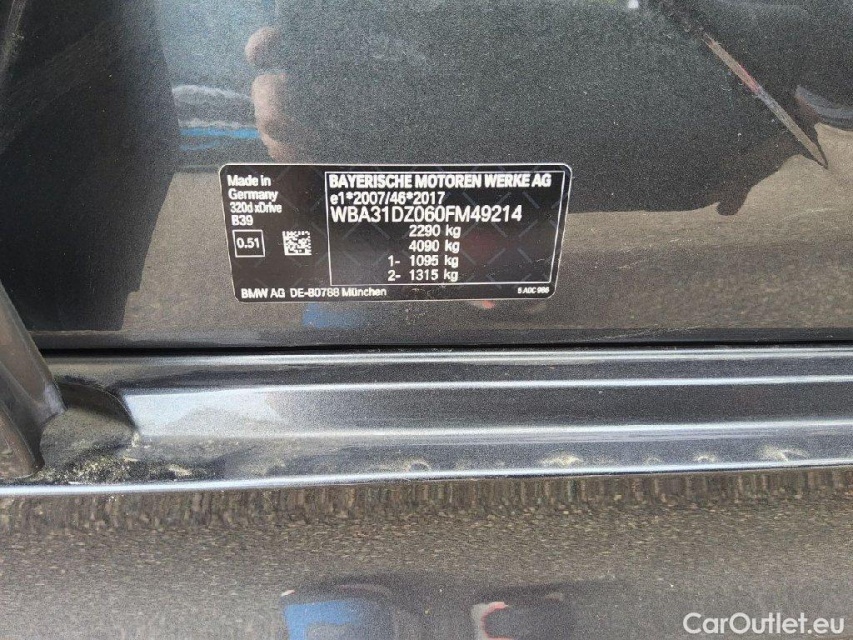 Made in
Germany
320d xDrive
B39
0.51
BAYERISCHE MOTOREN WERKE AG
e1*2007/46*2017
WBA31DZ060FM49214
2290 kg
4090 kg
1- 1095 kg
2- 1315 kg
BMW AG DE-80788 München
CarOutlet.eu